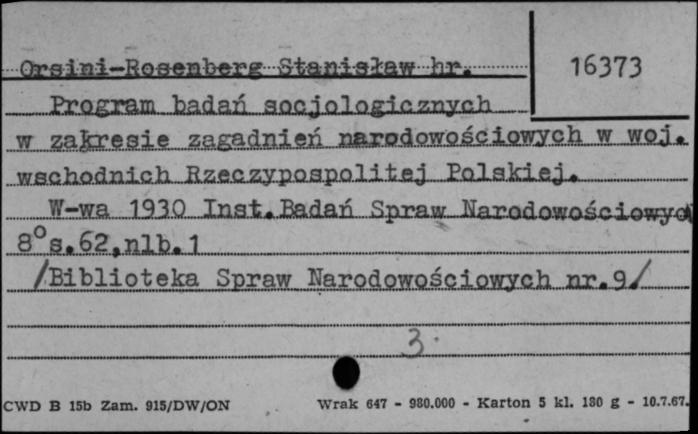 Orsini-Rosenberg Stanisław hr.
16373
Program badań socjologicznych
w zakresie zagadnień narodowościowych w woj.
wschodnich Rzeczypospolitej Polskiej.
W-wa 1930 Inst.Badań Spraw Narodowościowych
8° s.62,nlb.1
/Biblioteka Spraw Narodowościowych nr.9/
3.
CWD B 15b Zam. 915/DW/ON
Wrak 647 - 980.000 - Karton 5 kl. 180 g - 10.7.67.